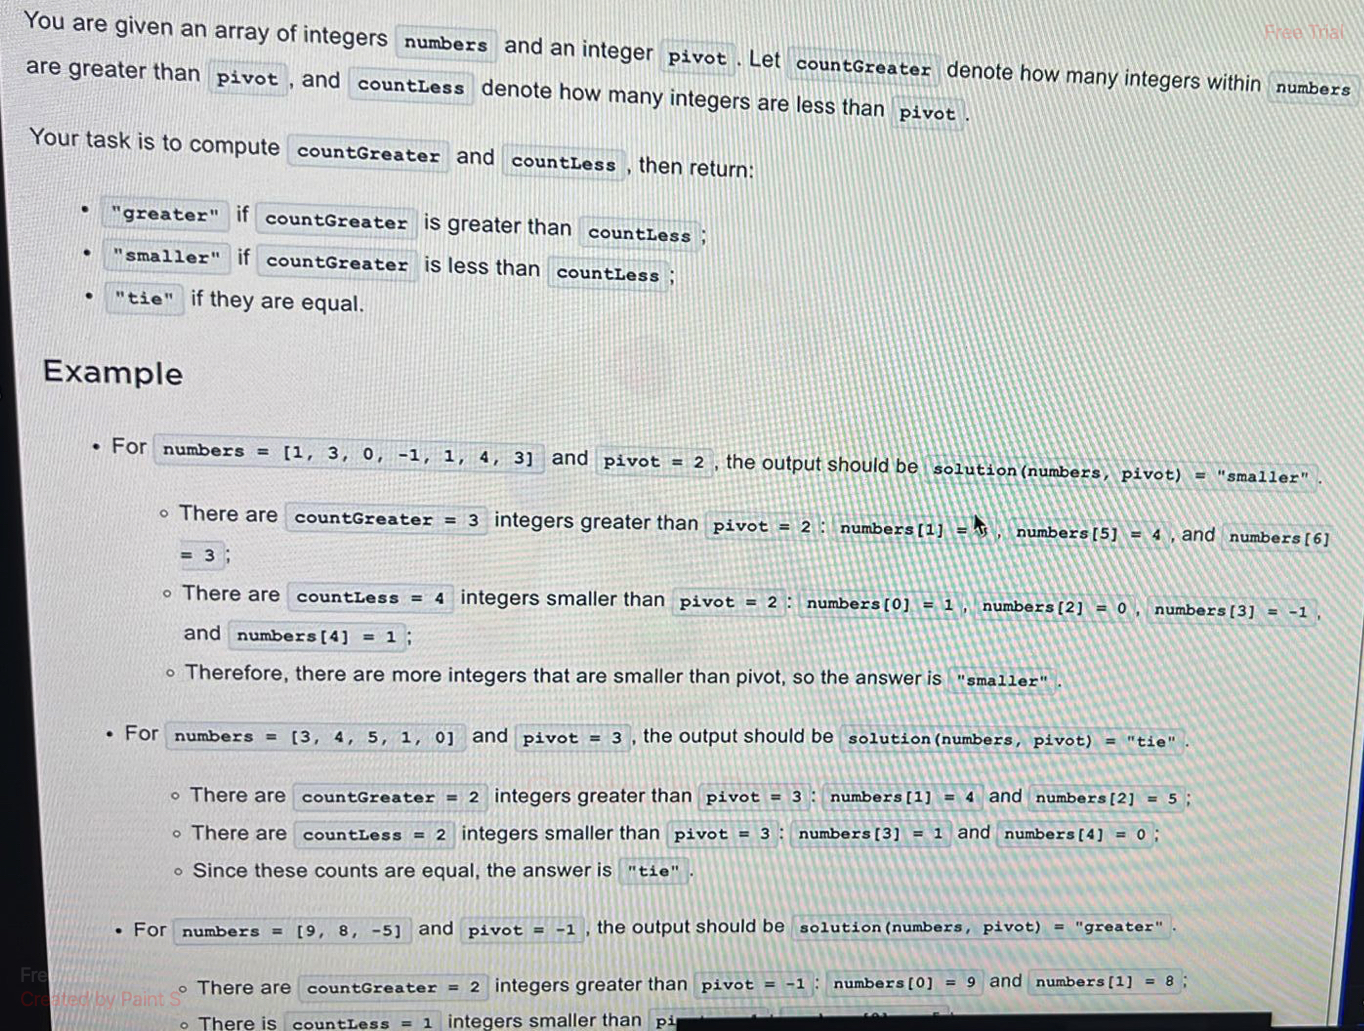 You are given an array of integers numbers and an integer pivot . Let countGreater denote how many integers within numbers
are greater than pivot , and countLess denote how many integers are less than pivot .
Your task is to compute countGreater and countLess , then return:
• "greater" if countGreater is greater than countLess ;
• "smaller" if countGreater is less than countLess ;
• "tie" if they are equal.
Example
• For numbers = [1, 3, 0, -1, 1, 4, 3] and pivot = 2 , the output should be solution(numbers, pivot) = "smaller" .
◦ There are countGreater = 3 integers greater than pivot = 2 : numbers[1] = , numbers[5] = 4 , and numbers[6]
= 3 ;
◦ There are countLess = 4 integers smaller than pivot = 2 : numbers[0] = 1 , numbers[2] = 0 , numbers[3] = -1 ,
and numbers[4] = 1 ;
◦ Therefore, there are more integers that are smaller than pivot, so the answer is "smaller" .
• For numbers = [3, 4, 5, 1, 0] and pivot = 3 , the output should be solution(numbers, pivot) = "tie" .
◦ There are countGreater = 2 integers greater than pivot = 3 : numbers[1] = 4 and numbers[2] = 5 ;
◦ There are countLess = 2 integers smaller than pivot = 3 : numbers[3] = 1 and numbers[4] = 0 ;
◦ Since these counts are equal, the answer is "tie" .
• For numbers = [9, 8, -5] and pivot = -1 , the output should be solution(numbers, pivot) = "greater" .
◦ There are countGreater = 2 integers greater than pivot = -1 : numbers[0] = 9 and numbers[1] = 8 ;
◦ There is countLess = 1 integers smaller than
Free Trial
Created by Paint S